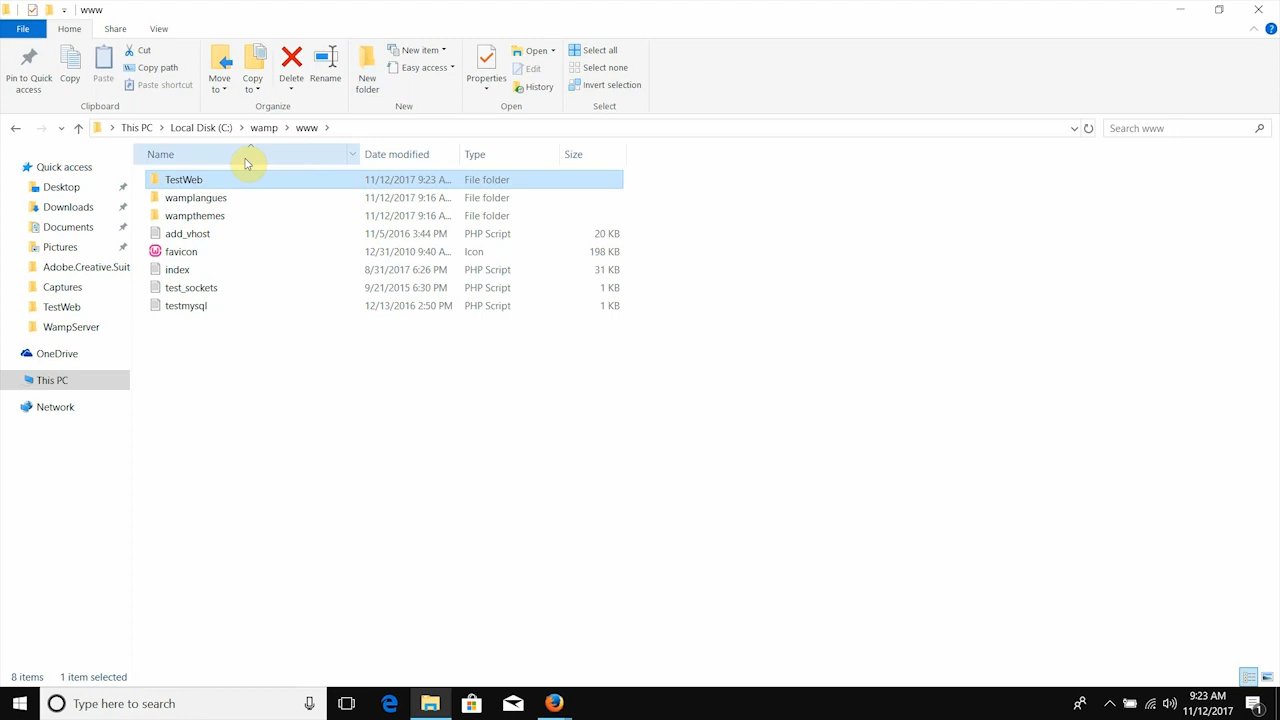 www
File Home Share View
Pin to Quick access
Copy
Paste
Cut
Copy path
Paste shortcut
Clipboard
Move to
Copy to
Delete
Rename
Organize
New folder
New item
Easy access
New
Properties
Open
Edit
History
Open
Select all
Select none
Invert selection
Select
This PC Local Disk (C:) wamp www
Search www
Quick access
Desktop
Downloads
Documents
Pictures
Adobe.Creative.Suit
Captures
TestWeb
WampServer
OneDrive
This PC
Network
Name Date modified Type Size
TestWeb 11/12/2017 9:23 A... File folder
wamplangues 11/12/2017 9:16 A... File folder
wampthemes 11/12/2017 9:16 A... File folder
add_vhost 11/5/2016 3:44 PM PHP Script 20 KB
favicon 12/31/2010 9:40 A... Icon 198 KB
index 8/31/2017 6:26 PM PHP Script 31 KB
test_sockets 9/21/2015 6:30 PM PHP Script 1 KB
testmysql 12/13/2016 2:50 PM PHP Script 1 KB
8 items 1 item selected
Type here to search
9:23 AM
11/12/2017